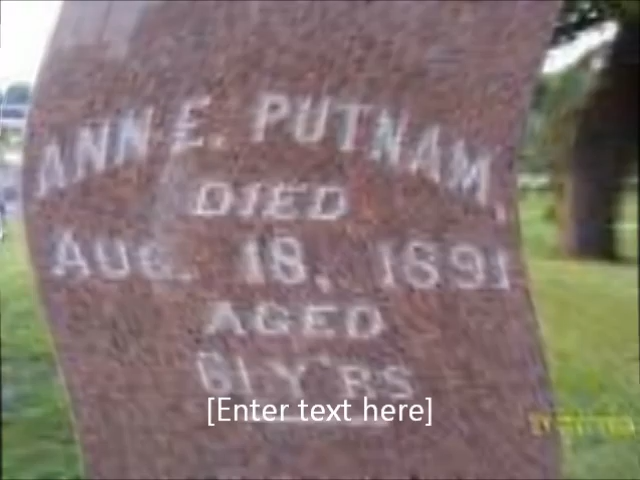 ANN E. PUTNAM,
DIED
AUG. 18, 1891
AGED
61 Y'RS
[Enter text here]